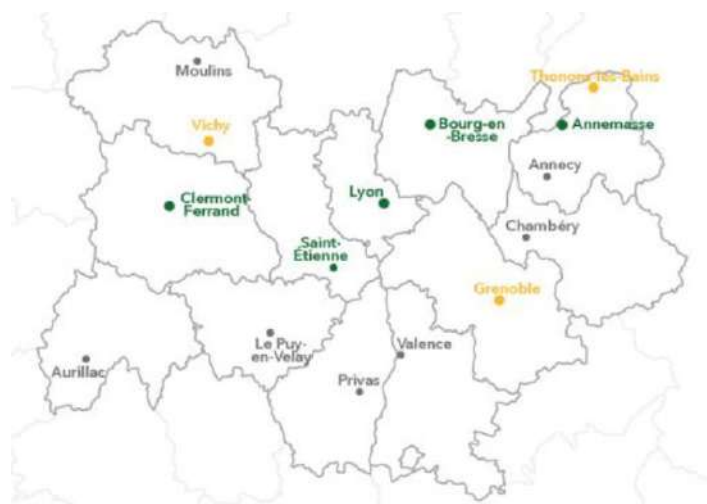 Moulins
Thonons-les-Bains
Vichy
Bourg-en
-Bresse
Annemasse
Annecy
Clermont-
Ferrand
Lyon
Chambéry
Saint-
Étienne
Grenoble
Le Puy-
en-Velay
Valence
Aurillac
Privas